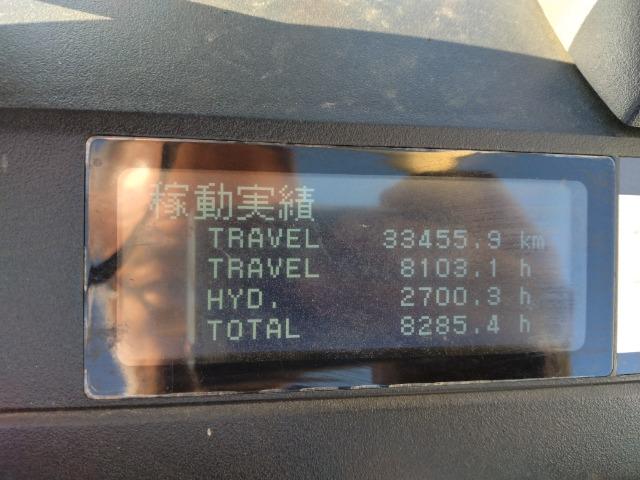 稼動実績
TRAVEL 33455.9 km
TRAVEL 8103.1 h
HYD. 2700.3 h
TOTAL 8285.4 h